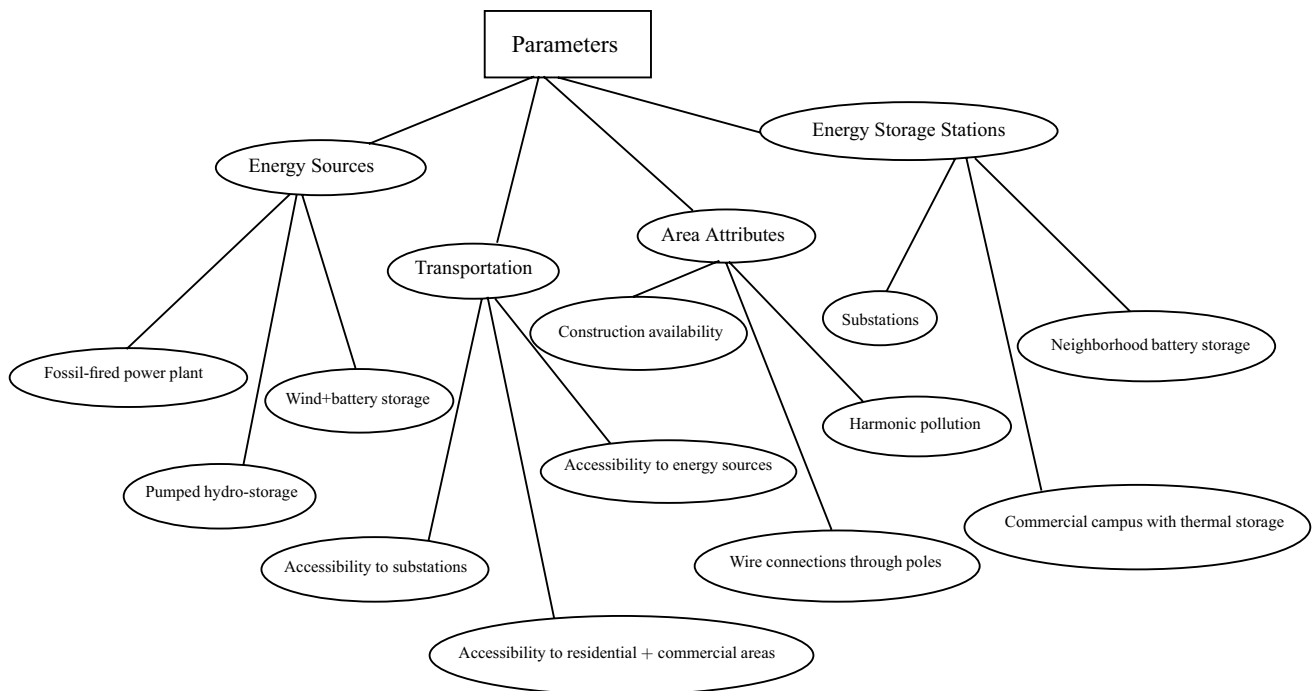 Parameters
Energy Storage Stations
Energy Sources
Area Attributes
Transportation
Substations
Construction availability
Neighborhood battery storage
Fossil-fired power plant
Wind+battery storage
Harmonic pollution
Accessibility to energy sources
Pumped hydro-storage
Commercial campus with thermal storage
Wire connections through poles
Accessibility to substations
Accessibility to residential + commercial areas